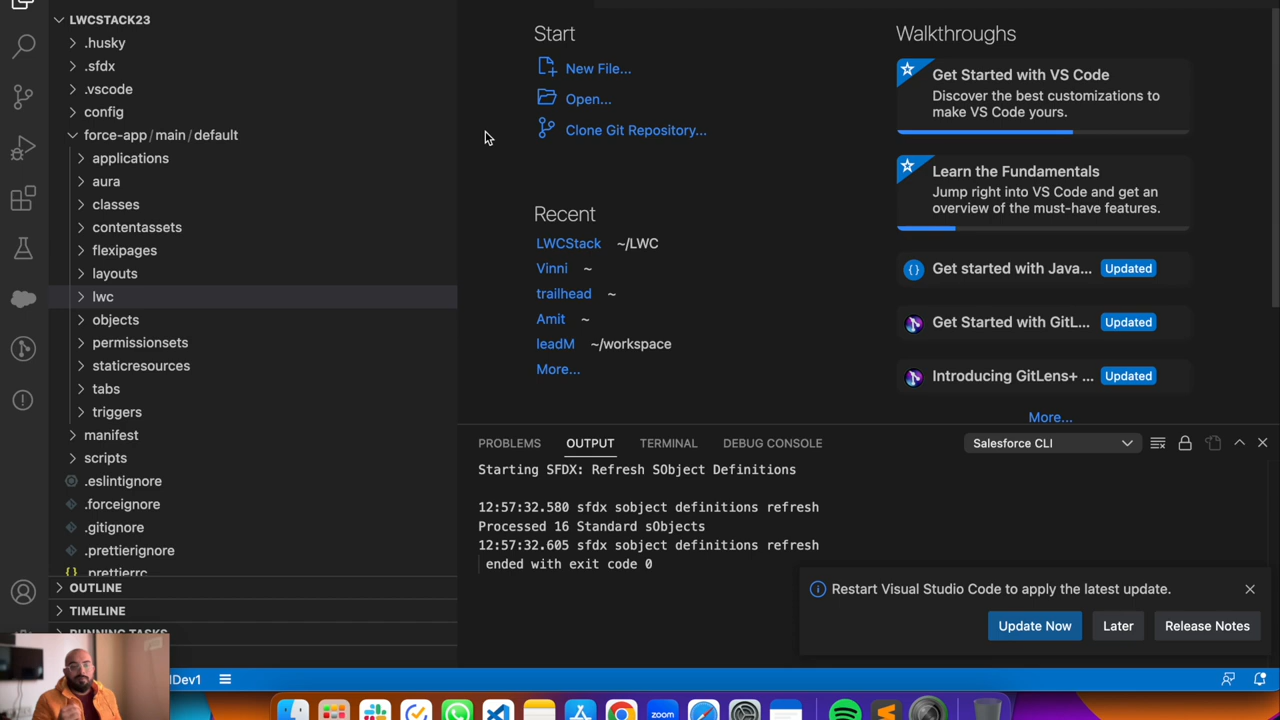 LWCSTACK23
.husky
.sfdx
.vscode
config
force-app / main / default
applications
aura
classes
contentassets
flexipages
layouts
lwc
objects
permissionsets
staticresources
tabs
triggers
manifest
scripts
.eslintignore
.forceignore
.gitignore
.prettierignore
{} .prettierrc
OUTLINE
TIMELINE
RUNNING TASKS
Start
New File...
Open...
Clone Git Repository...
Recent
LWCStack ~/LWC
Vinni ~
trailhead ~
Amit ~
leadM ~/workspace
More...
Walkthroughs
Get Started with VS Code
Discover the best customizations to
make VS Code yours.
Learn the Fundamentals
Jump right into VS Code and get an
overview of the must-have features.
Get started with Java... Updated
Get Started with GitL... Updated
Introducing GitLens+ ... Updated
More...
PROBLEMS OUTPUT TERMINAL DEBUG CONSOLE Salesforce CLI
Starting SFDX: Refresh SObject Definitions
12:57:32.580 sfdx sobject definitions refresh
Processed 16 Standard sObjects
12:57:32.605 sfdx sobject definitions refresh
ended with exit code 0
Restart Visual Studio Code to apply the latest update.
Update Now Later Release Notes
Dev1
zoom